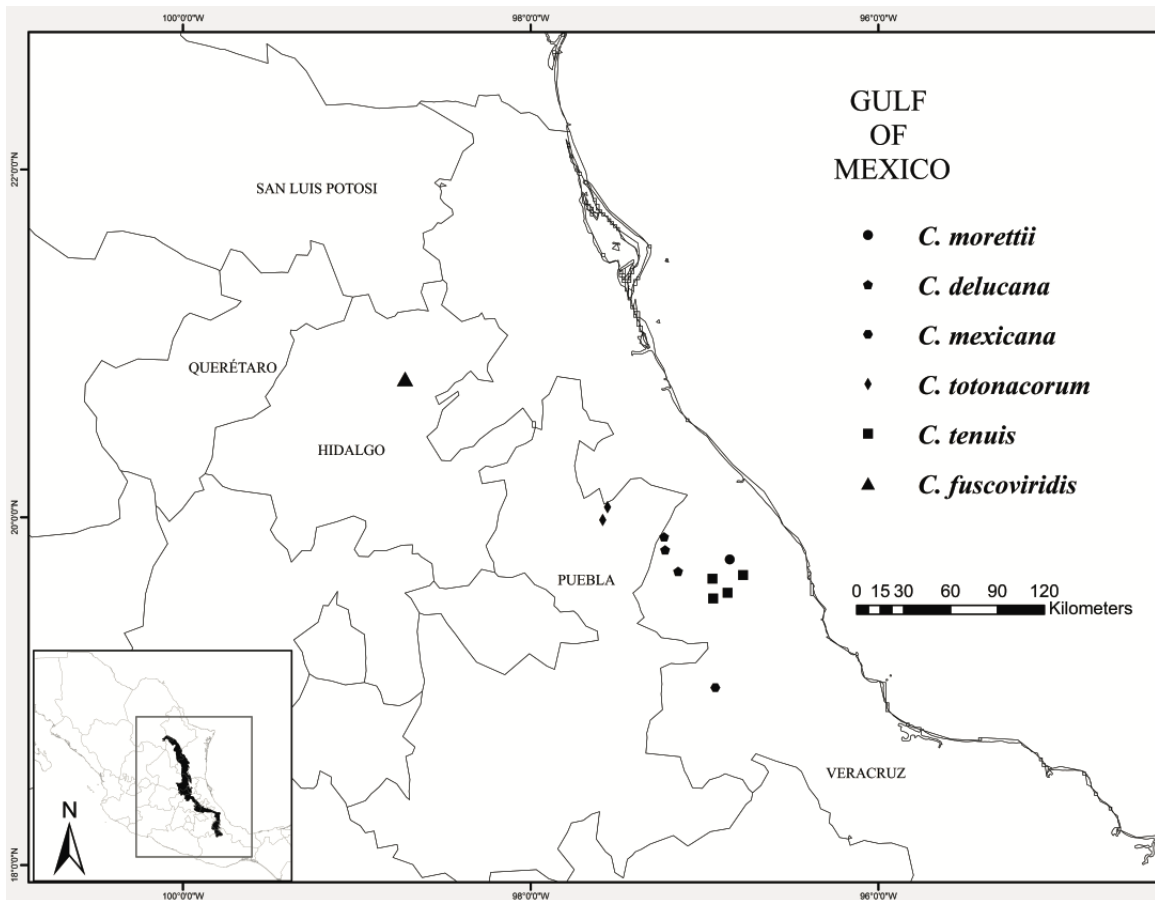 100°0'0"W 98°0'0"W 96°0'0"W
GULF
OF
MEXICO
22°0'0"N
SAN LUIS POTOSI
C. morettii
C. delucana
C. mexicana
QUERÉTARO
C. totonacorum
HIDALGO
C. tenuis
C. fuscoviridis
20°0'0"N
PUEBLA
0 15 30 60 90 120
Kilometers
VERACRUZ
N
18°0'0"N
100°0'0"W 98°0'0"W 96°0'0"W